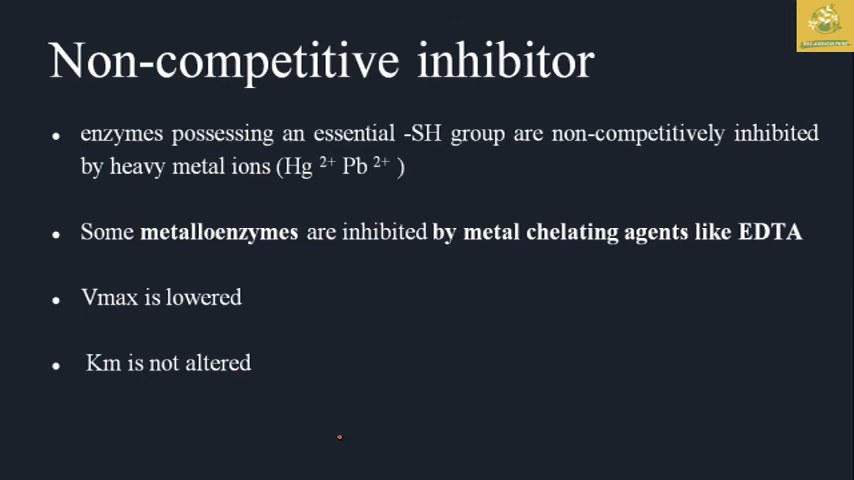 Non-competitive inhibitor
• enzymes possessing an essential -SH group are non-competitively inhibited
by heavy metal ions (Hg ²⁺ Pb ²⁺ )
• Some metalloenzymes are inhibited by metal chelating agents like EDTA
• Vmax is lowered
• Km is not altered